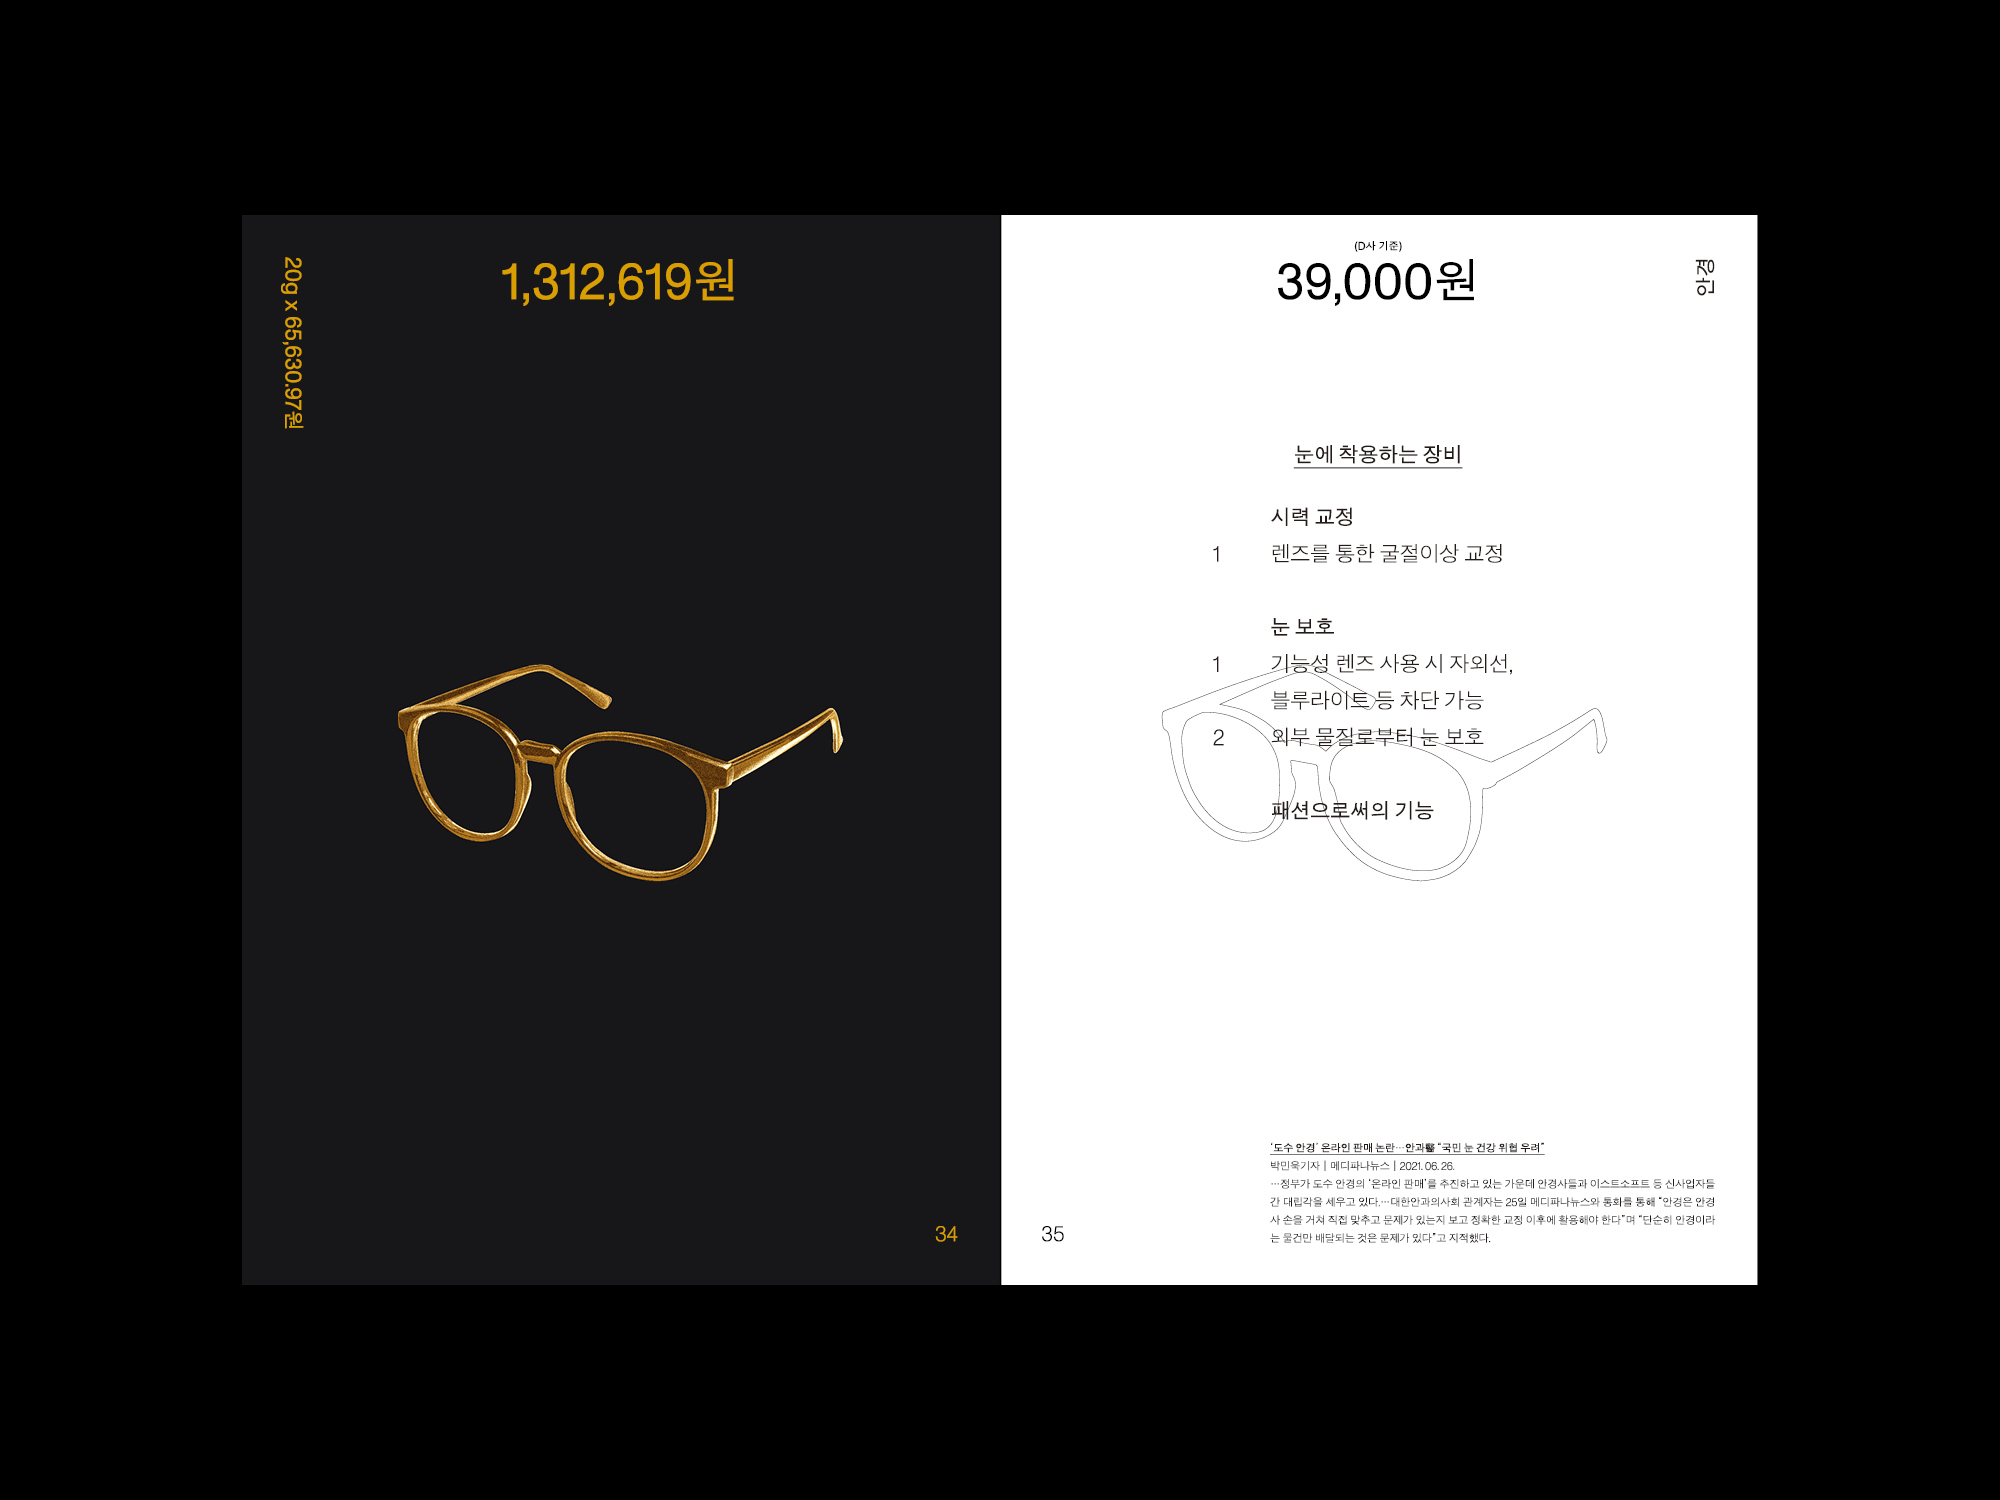 20g x 65,630.97원
1,312,619원
34
(D사 기준)
39,000원
안경
눈에 착용하는 장비
시력 교정
1 렌즈를 통한 굴절이상 교정
눈 보호
1 기능성 렌즈 사용 시 자외선,
블루라이트 등 차단 가능
2 외부 물질로부터 눈 보호
패션으로써의 기능
‘도수 안경’ 온라인 판매 논란…안과醫 “국민 눈 건강 위협 우려”
박민욱기자 | 메디파나뉴스 | 2021. 06. 26.
…정부가 도수 안경의 ‘온라인 판매’를 추진하고 있는 가운데 안경사들과 이스트소프트 등 신사업자들
간 대립각을 세우고 있다.…대한안과의사회 관계자는 25일 메디파나뉴스와 통화를 통해 “안경은 안경
사 손을 거쳐 직접 맞추고 문제가 있는지 보고 정확한 교정 이후에 활용해야 한다”며 “단순히 안경이라
는 물건만 배달되는 것은 문제가 있다”고 지적했다.
35